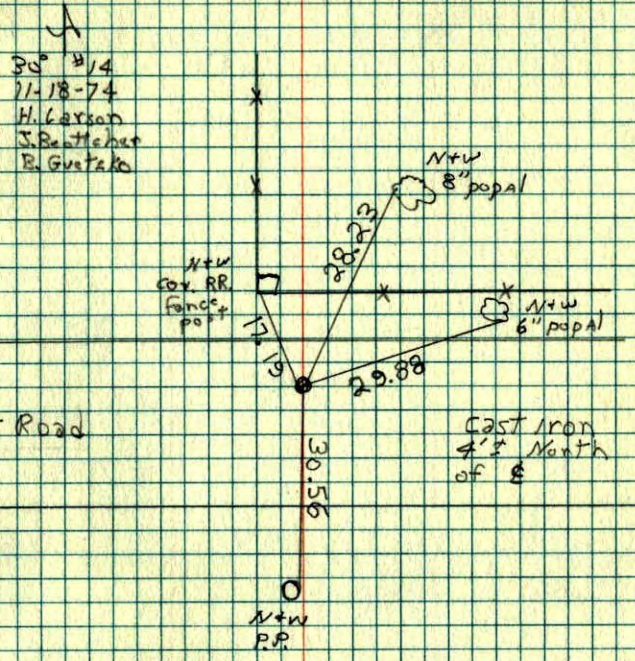 30° #14
11-18-74
H. Larson
J. Beottcher
B. Guetzko
N+W
8" popal
28.23
N+W
cor. RR.
fence
post
17.19
N+W
6" popAl
29.88
Road
Cast iron
4'± North
of ℄
30.56
N+W
P.P.